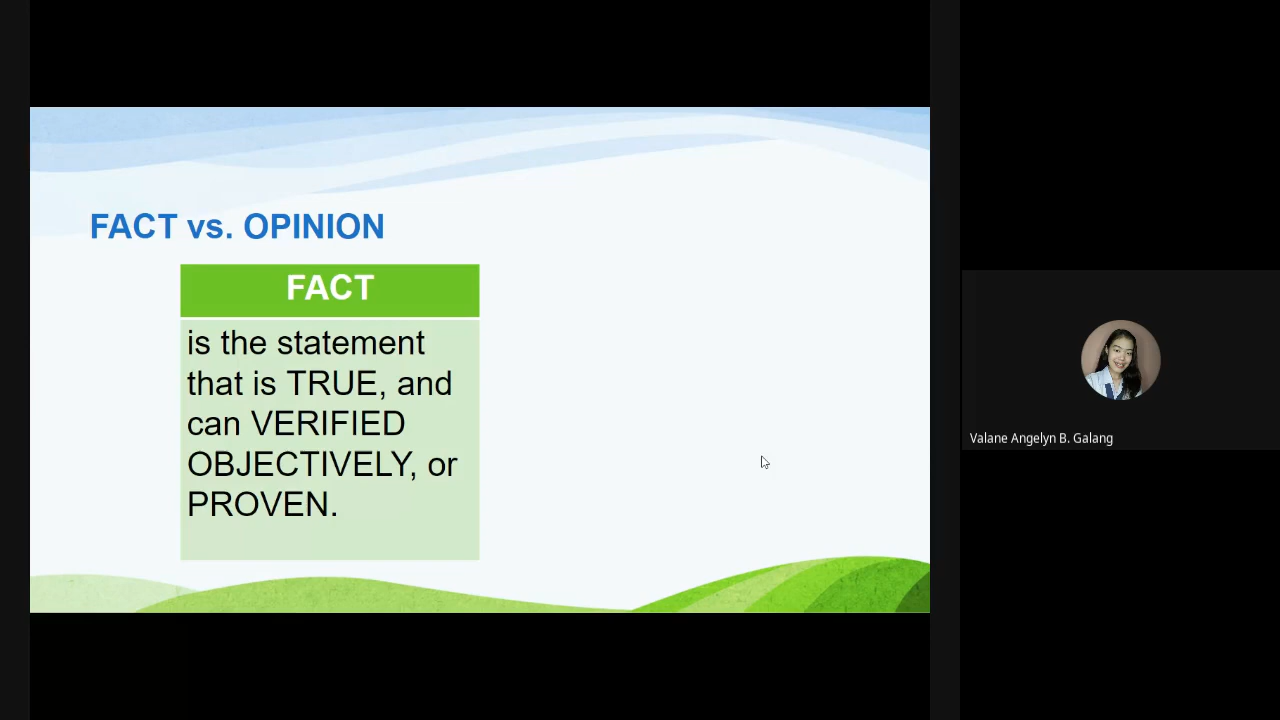 FACT vs. OPINION
FACT
is the statement
that is TRUE, and
can VERIFIED
OBJECTIVELY, or
PROVEN.
Valane Angelyn B. Galang